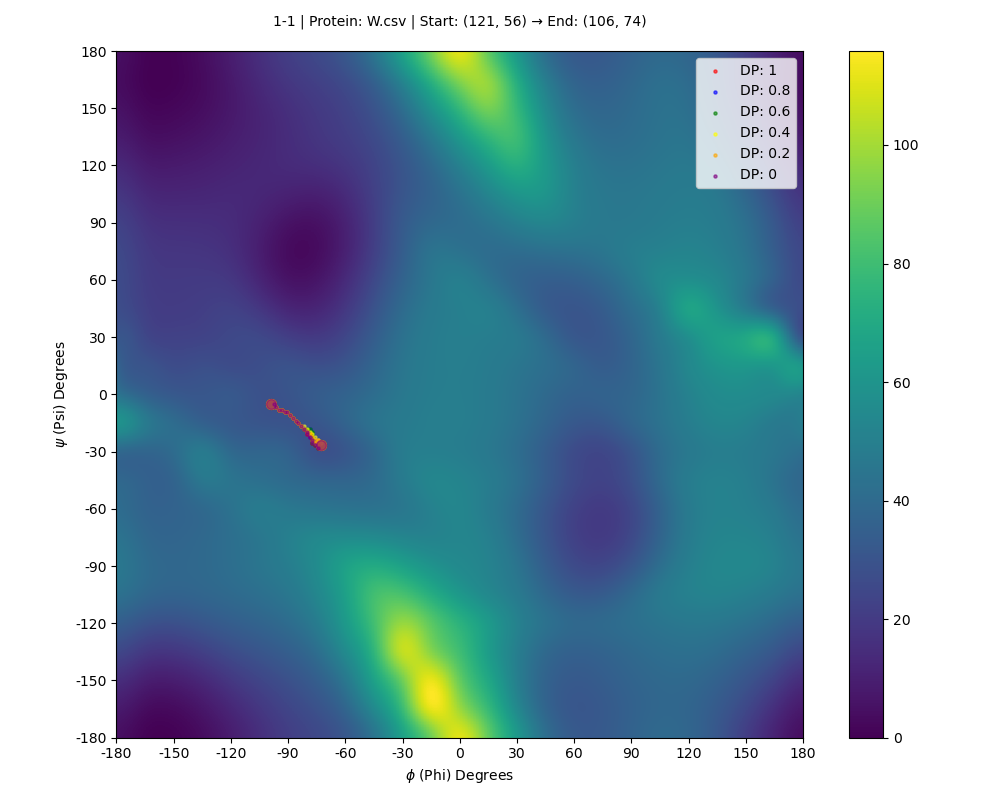 1-1 | Protein: W.csv | Start: (121, 56) → End: (106, 74)
DP: 1
DP: 0.8
DP: 0.6
DP: 0.4
DP: 0.2
DP: 0
180
150
120
90
60
30
0
-30
-60
-90
-120
-150
-180
ψ (Psi) Degrees
-180 -150 -120 -90 -60 -30 0 30 60 90 120 150 180
ϕ (Phi) Degrees
100
80
60
40
20
0